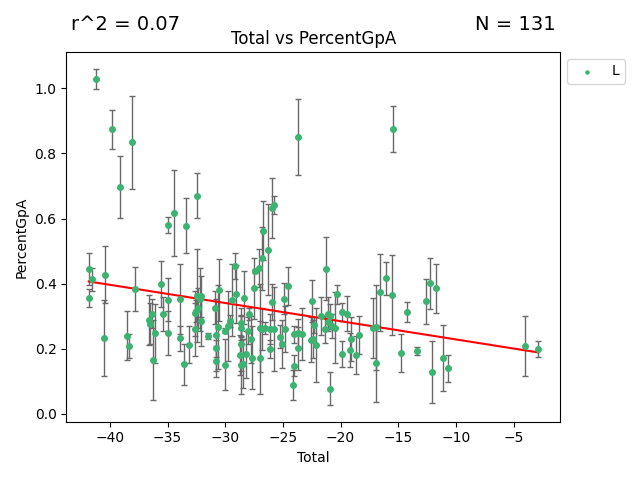 r^2 = 0.07
N = 131
Total vs PercentGpA
L
PercentGpA
1.0
0.8
0.6
0.4
0.2
0.0
−40 −35 −30 −25 −20 −15 −10 −5
Total